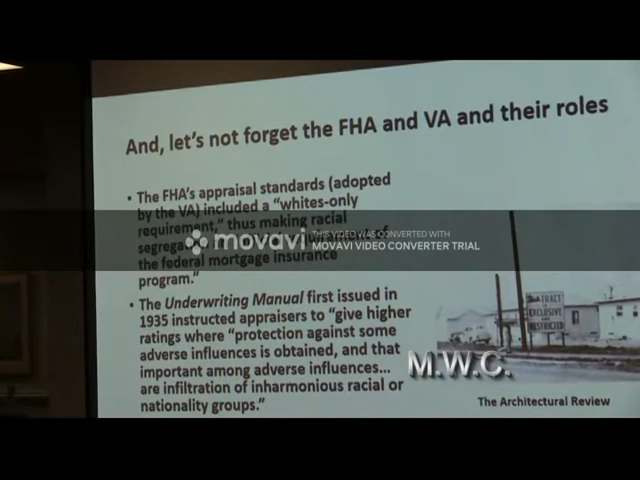 And, let's not forget the FHA and VA and their roles
• The FHA's appraisal standards (adopted
by the VA) included a "whites-only
requirement," thus making racial
the federal mortgage insurance
program."
• The Underwriting Manual first issued in
1935 instructed appraisers to "give higher
ratings where "protection against some
adverse influences is obtained, and that
important among adverse influences...
are infiltration of inharmonious racial or
nationality groups."
movavi
THIS VIDEO WAS CONVERTED WITH
MOVAVI VIDEO CONVERTER TRIAL
TRACT
EXCLUSIVE
AND
RESTRICTED
M.W.C.
The Architectural Review